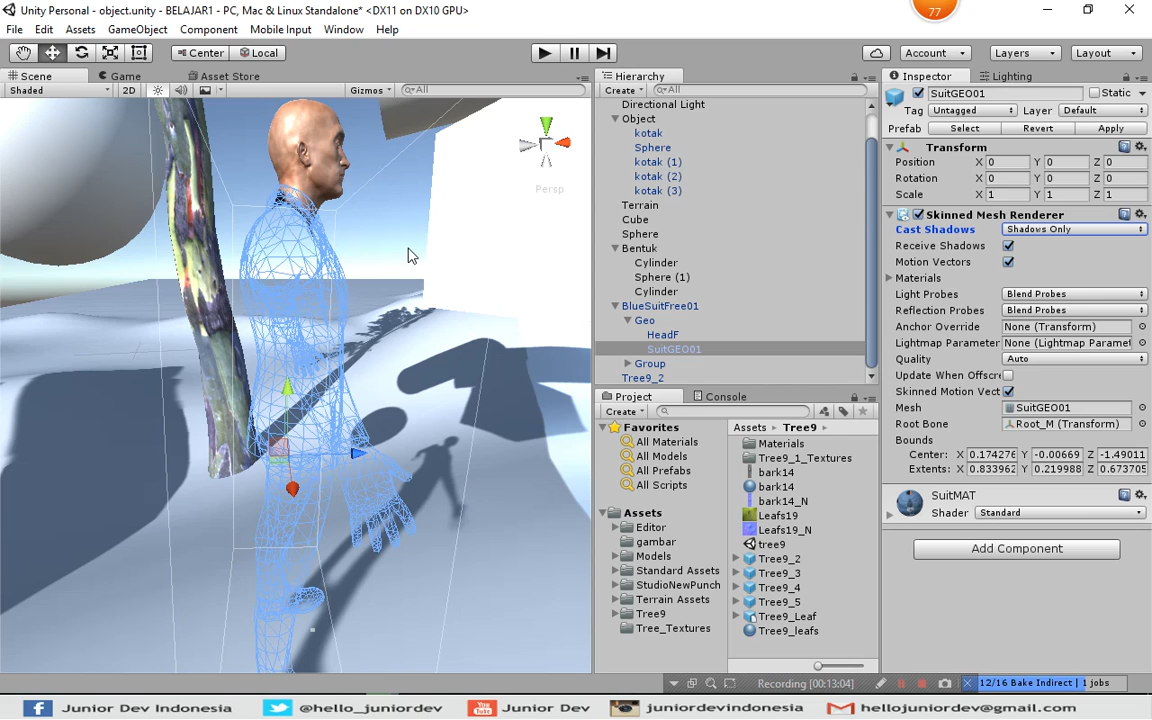 Unity Personal - object.unity - BELAJAR1 - PC, Mac & Linux Standalone* <DX11 on DX10 GPU>
77
File Edit Assets GameObject Component Mobile Input Window Help
Center Local Account Layers Layout
Scene Game Asset Store
Shaded 2D Gizmos All
Persp
Hierarchy
Create All
Directional Light
Object
kotak
Sphere
kotak (1)
kotak (2)
kotak (3)
Terrain
Cube
Sphere
Bentuk
Cylinder
Sphere (1)
Cylinder
BlueSuitFree01
Geo
HeadF
SuitGEO01
Group
Tree9_2
Project Console
Create
Favorites
All Materials
All Models
All Prefabs
All Scripts
Assets
Editor
gambar
Models
Standard Assets
StudioNewPunch
Terrain Assets
Tree9
Tree_Textures
Assets Tree9
Materials
Tree9_1_Textures
bark14
bark14
bark14_N
Leafs19
Leafs19_N
tree9
Tree9_2
Tree9_3
Tree9_4
Tree9_5
Tree9_Leaf
Tree9_leafs
Inspector Lighting
SuitGEO01 Static
Tag Untagged Layer Default
Prefab Select Revert Apply
Transform
Position X 0 Y 0 Z 0
Rotation X 0 Y 0 Z 0
Scale X 1 Y 1 Z 1
Skinned Mesh Renderer
Cast Shadows Shadows Only
Receive Shadows
Motion Vectors
Materials
Light Probes Blend Probes
Reflection Probes Blend Probes
Anchor Override None (Transform)
Lightmap Parameter None (Lightmap Paramet
Quality Auto
Update When Offscre
Skinned Motion Vect
Mesh SuitGEO01
Root Bone Root_M (Transform)
Bounds
Center: X 0.174276 Y -0.00669 Z -1.49011
Extents: X 0.833962 Y 0.219988 Z 0.673705
SuitMAT
Shader Standard
Add Component
Recording [00:13:04]
12/16 Bake Indirect | 1 jobs
Junior Dev Indonesia @hello_juniordev Junior Dev juniordevindonesia hellojuniordev@gmail.com